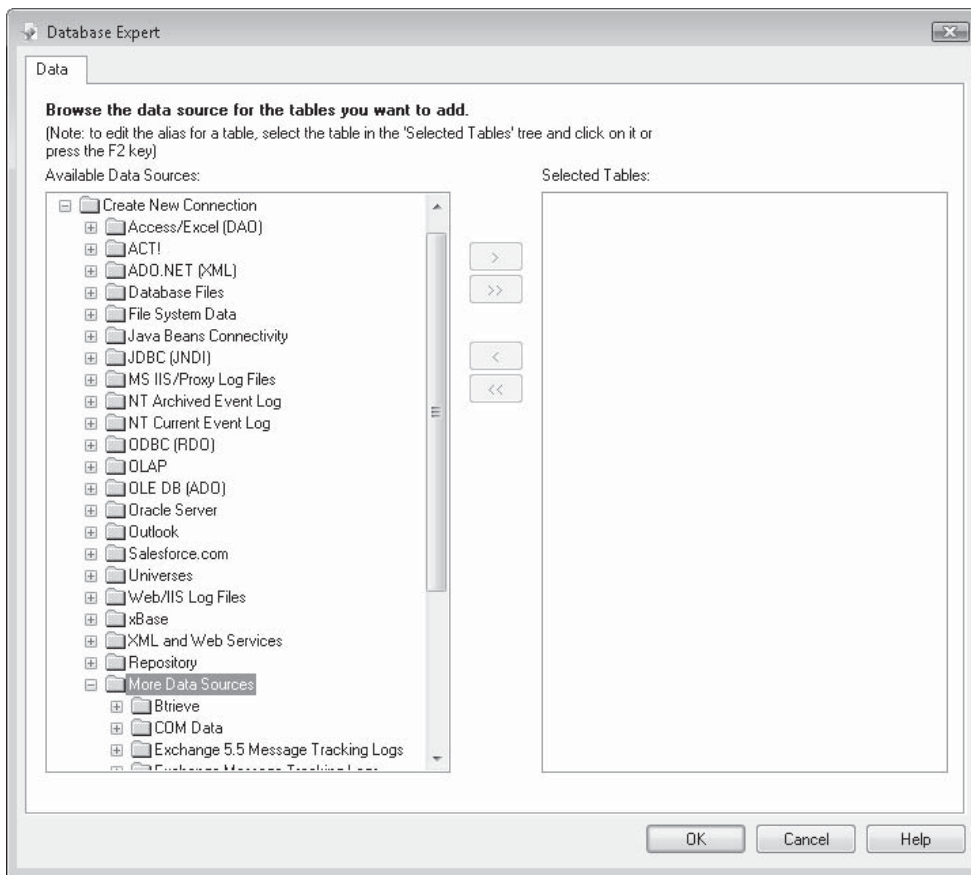 Database Expert
Data
Browse the data source for the tables you want to add.
(Note: to edit the alias for a table, select the table in the 'Selected Tables' tree and click on it or
press the F2 key)
Available Data Sources:
Selected Tables:
Create New Connection
Access/Excel (DAO)
ACT!
ADO.NET (XML)
Database Files
File System Data
Java Beans Connectivity
JDBC (JNDI)
MS IIS/Proxy Log Files
NT Archived Event Log
NT Current Event Log
ODBC (RDO)
OLAP
OLE DB (ADO)
Oracle Server
Outlook
Salesforce.com
Universes
Web/IIS Log Files
xBase
XML and Web Services
Repository
More Data Sources
Btrieve
COM Data
Exchange 5.5 Message Tracking Logs
Exchange Message Tracking Logs
>
>>
<
<<
OK
Cancel
Help